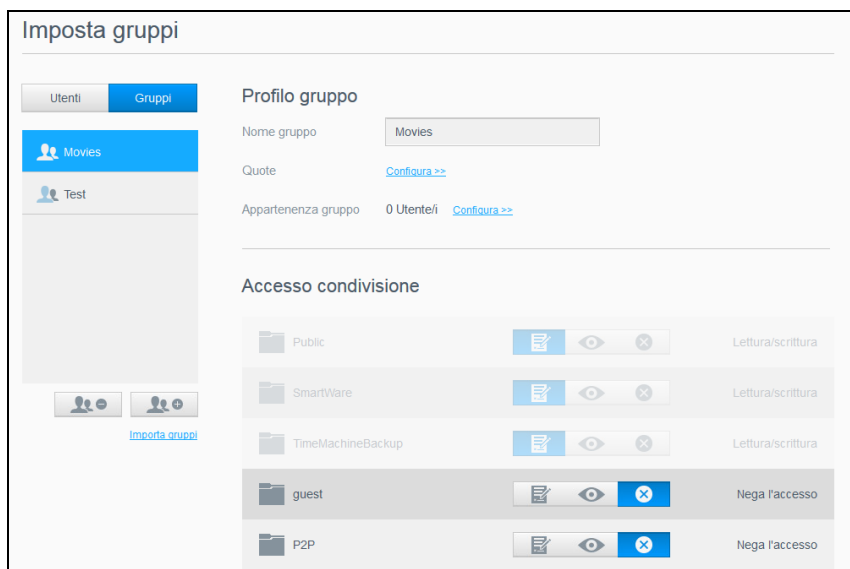 Imposta gruppi
Utenti Gruppi
Movies
Test
Importa gruppi
Profilo gruppo
Nome gruppo Movies
Quote Configura >>
Appartenenza gruppo 0 Utente/i Configura >>
Accesso condivisione
Public Lettura/scrittura
SmartWare Lettura/scrittura
TimeMachineBackup Lettura/scrittura
guest Nega l'accesso
P2P Nega l'accesso